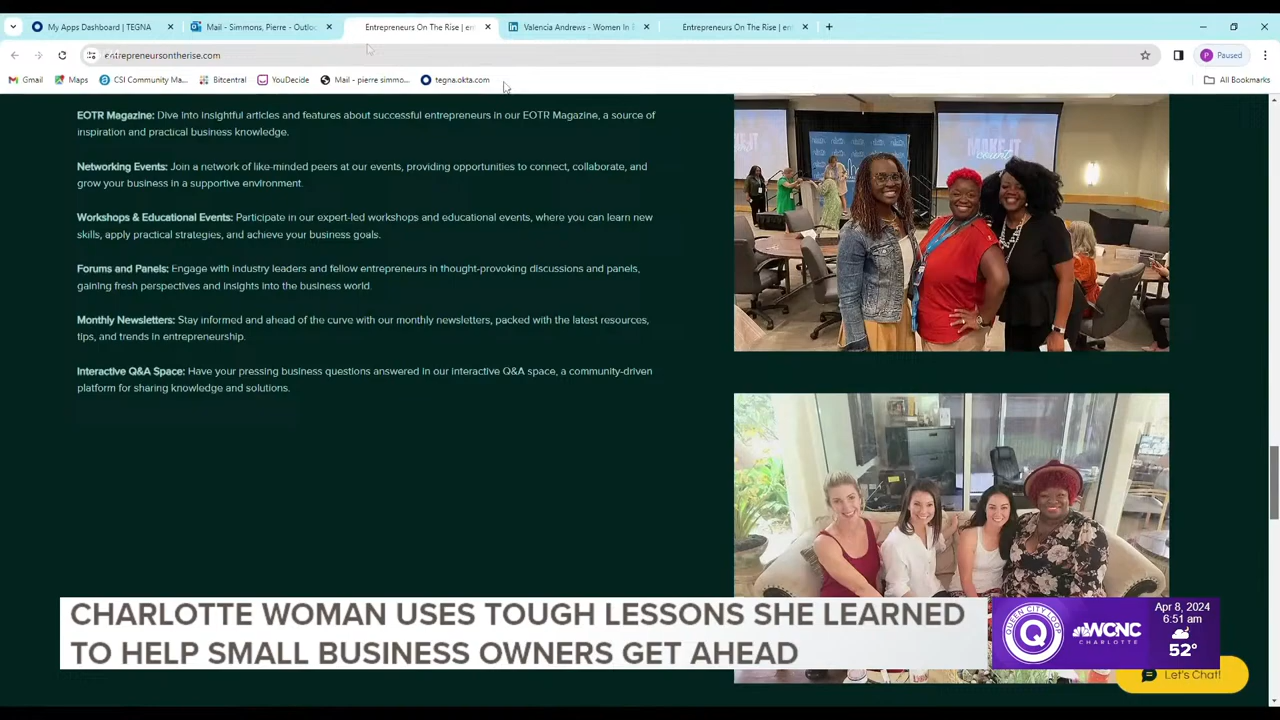 My Apps Dashboard | TEGNA
Mail - Simmons, Pierre - Outloo
Entrepreneurs On The Rise | en
Valencia Andrews - Women In B
Entrepreneurs On The Rise | en
entrepreneursontherise.com
Paused
Gmail
Maps
CSI Community Ma...
Bitcentral
YouDecide
Mail - pierre simmo...
tegna.okta.com
All Bookmarks
EOTR Magazine: Dive into insightful articles and features about successful entrepreneurs in our EOTR Magazine, a source of
inspiration and practical business knowledge.
Networking Events: Join a network of like-minded peers at our events, providing opportunities to connect, collaborate, and
grow your business in a supportive environment.
Workshops & Educational Events: Participate in our expert-led workshops and educational events, where you can learn new
skills, apply practical strategies, and achieve your business goals.
Forums and Panels: Engage with industry leaders and fellow entrepreneurs in thought-provoking discussions and panels,
gaining fresh perspectives and insights into the business world.
Monthly Newsletters: Stay informed and ahead of the curve with our monthly newsletters, packed with the latest resources,
tips, and trends in entrepreneurship.
Interactive Q&A Space: Have your pressing business questions answered in our interactive Q&A space, a community-driven
platform for sharing knowledge and solutions.
MAKE IT
count
CHARLOTTE WOMAN USES TOUGH LESSONS SHE LEARNED
TO HELP SMALL BUSINESS OWNERS GET AHEAD
QUEEN CITY LOOP
Q
WCNC
CHARLOTTE
Apr 8, 2024
6:51 am
52°
Let's Chat!